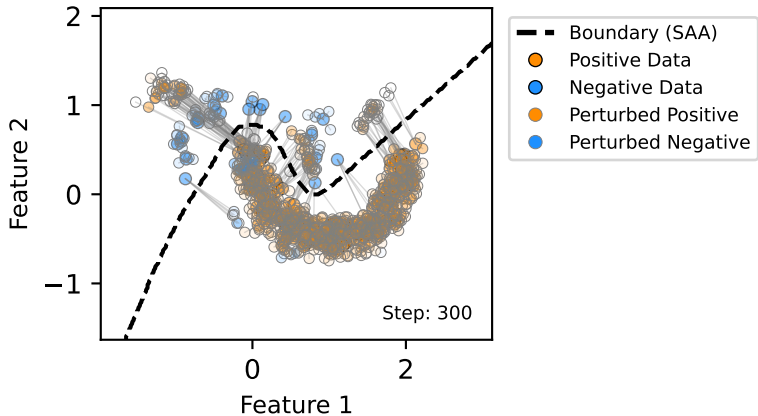 2
1
0
−1
Feature 2
0
2
Feature 1
Step: 300
Boundary (SAA)
Positive Data
Negative Data
Perturbed Positive
Perturbed Negative